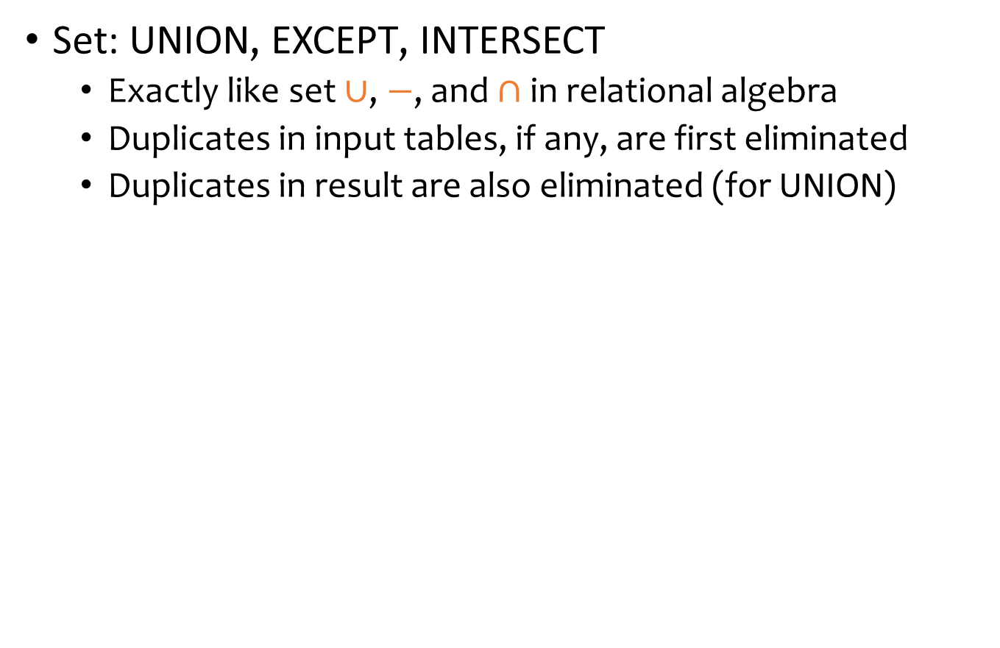 • Set: UNION, EXCEPT, INTERSECT
• Exactly like set ∪, −, and ∩ in relational algebra
• Duplicates in input tables, if any, are first eliminated
• Duplicates in result are also eliminated (for UNION)